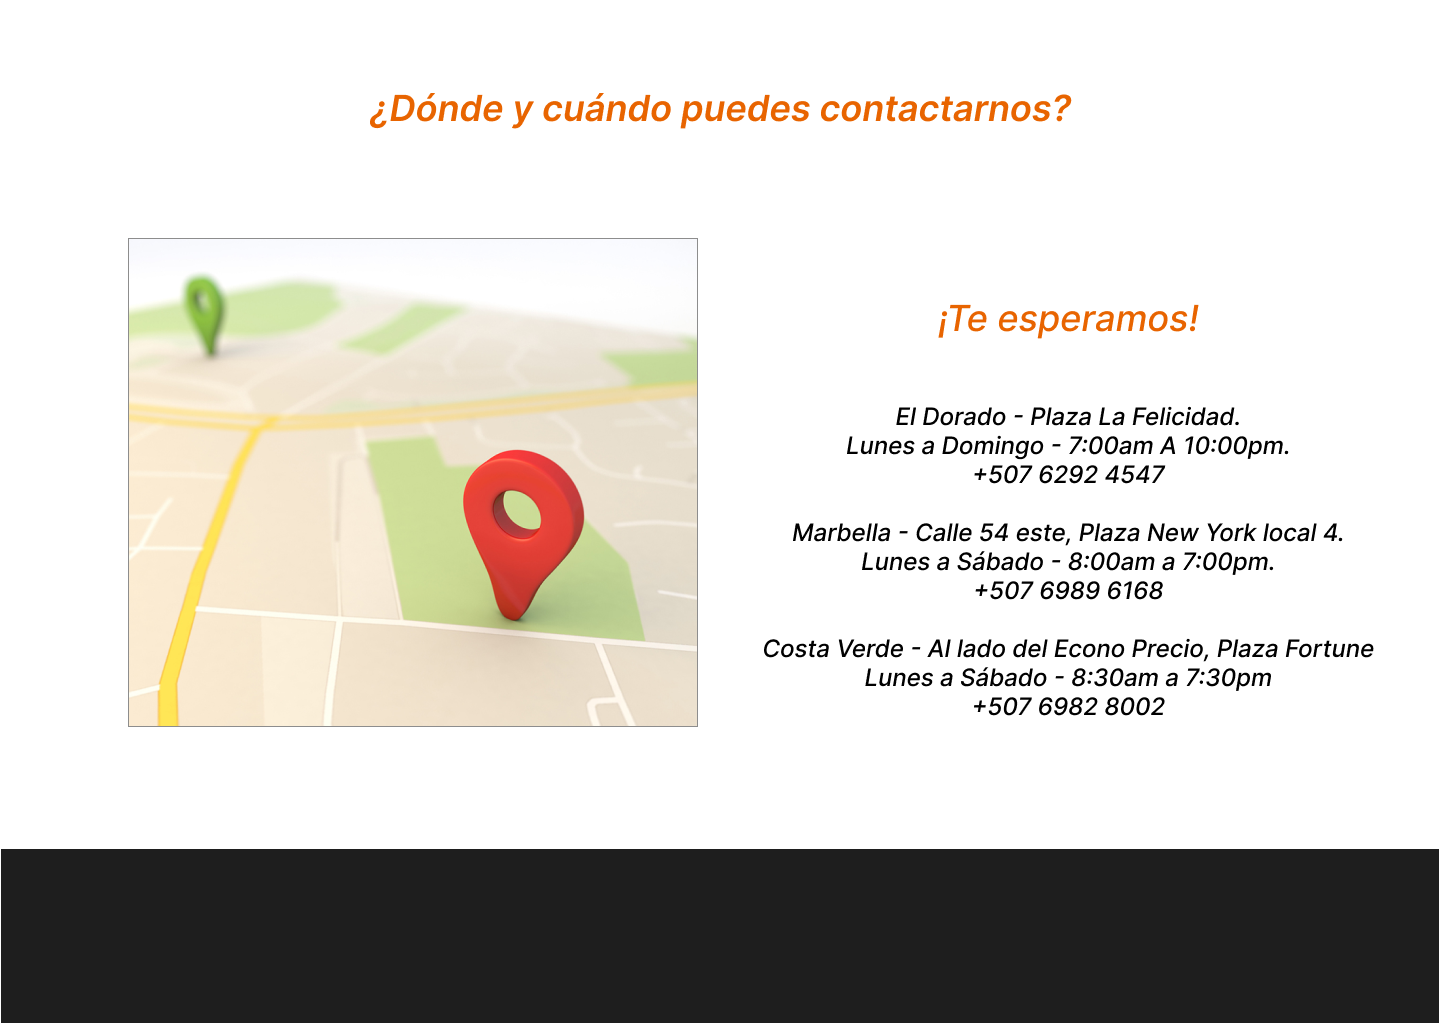 ¿Dónde y cuándo puedes contactarnos?
¡Te esperamos!
El Dorado - Plaza La Felicidad.
Lunes a Domingo - 7:00am A 10:00pm.
+507 6292 4547
Marbella - Calle 54 este, Plaza New York local 4.
Lunes a Sábado - 8:00am a 7:00pm.
+507 6989 6168
Costa Verde - Al lado del Econo Precio, Plaza Fortune
Lunes a Sábado - 8:30am a 7:30pm
+507 6982 8002